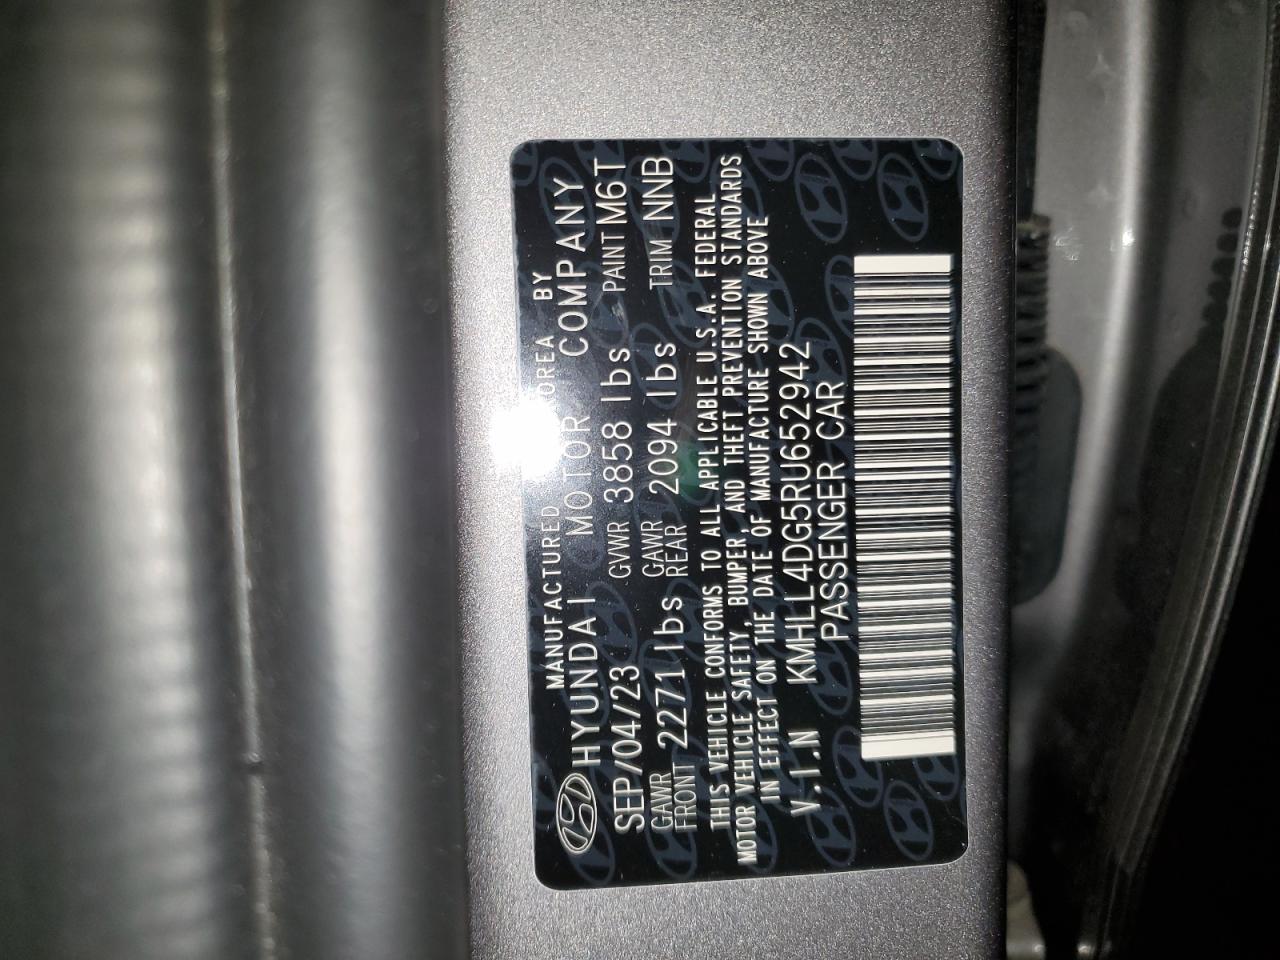 MANUFACTURED KOREA BY
HYUNDAI MOTOR COMPANY
SEP/04/23 GVWR 3858 lbs PAINT M6T
GAWR FRONT 2271 lbs GAWR REAR 2094 lbs TRIM NNB
THIS VEHICLE CONFORMS TO ALL APPLICABLE U.S.A. FEDERAL
MOTOR VEHICLE SAFETY, BUMPER, AND THEFT PREVENTION STANDARDS
IN EFFECT ON THE DATE OF MANUFACTURE SHOWN ABOVE
V.I.N KMHLL4DG5RU652942
PASSENGER CAR